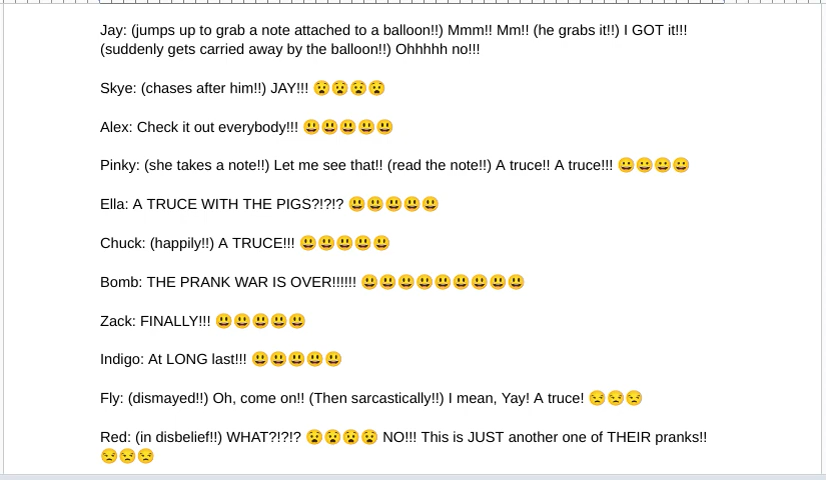 Jay: (jumps up to grab a note attached to a balloon!!) Mmm!! Mm!! (he grabs it!!) I GOT it!!!
(suddenly gets carried away by the balloon!!) Ohhhhh no!!!
Skye: (chases after him!!) JAY!!! 😧😧😧😧
Alex: Check it out everybody!!! 😃😃😃😃😃
Pinky: (she takes a note!!) Let me see that!! (read the note!!) A truce!! A truce!!! 😀😀😀😀
Ella: A TRUCE WITH THE PIGS?!?!? 😃😃😃😃😃
Chuck: (happily!!) A TRUCE!!! 😃😃😃😃😃
Bomb: THE PRANK WAR IS OVER!!!!!! 😃😃😃😃😃😃😃😃😃
Zack: FINALLY!!! 😃😃😃😃😃
Indigo: At LONG last!!! 😃😃😃😃😃
Fly: (dismayed!!) Oh, come on!! (Then sarcastically!!) I mean, Yay! A truce! 😒😒😒
Red: (in disbelief!!) WHAT?!?!? 😧😧😧😧 NO!!! This is JUST another one of THEIR pranks!!
😒😒😒